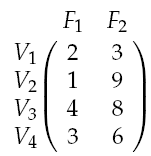 F₁ F₂
V₁ 2 3
V₂ 1 9
V₃ 4 8
V₄ 3 6